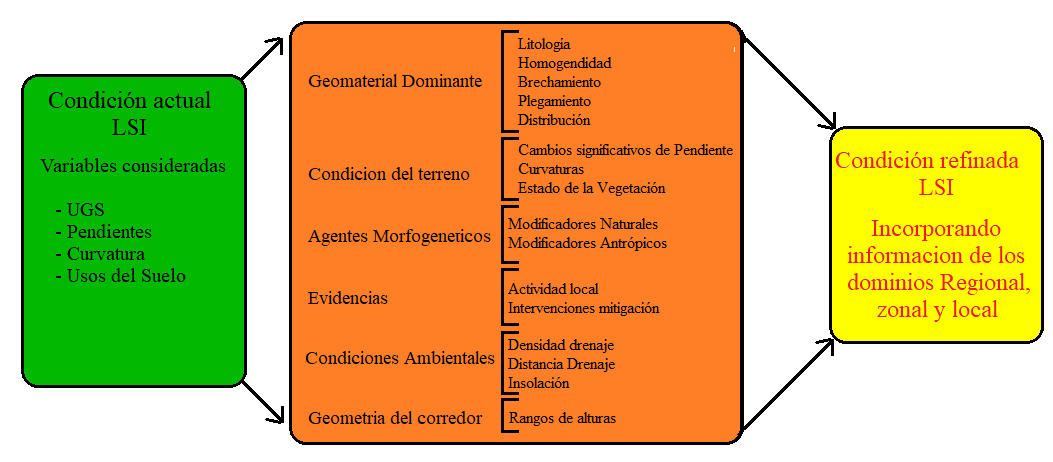 Condición actual
LSI
Variables consideradas
- UGS
- Pendientes
- Curvatura
- Usos del Suelo
Geomaterial Dominante
Litologia
Homogendidad
Brechamiento
Plegamiento
Distribución
Condicion del terreno
Cambios significativos de Pendiente
Curvaturas
Estado de la Vegetación
Agentes Morfogeneticos
Modificadores Naturales
Modificadores Antrópicos
Evidencias
Actividad local
Intervenciones mitigación
Condiciones Ambientales
Densidad drenaje
Distancia Drenaje
Insolación
Geometria del corredor
Rangos de alturas
Condición refinada
LSI
Incorporando
informacion de los
dominios Regional,
zonal y local